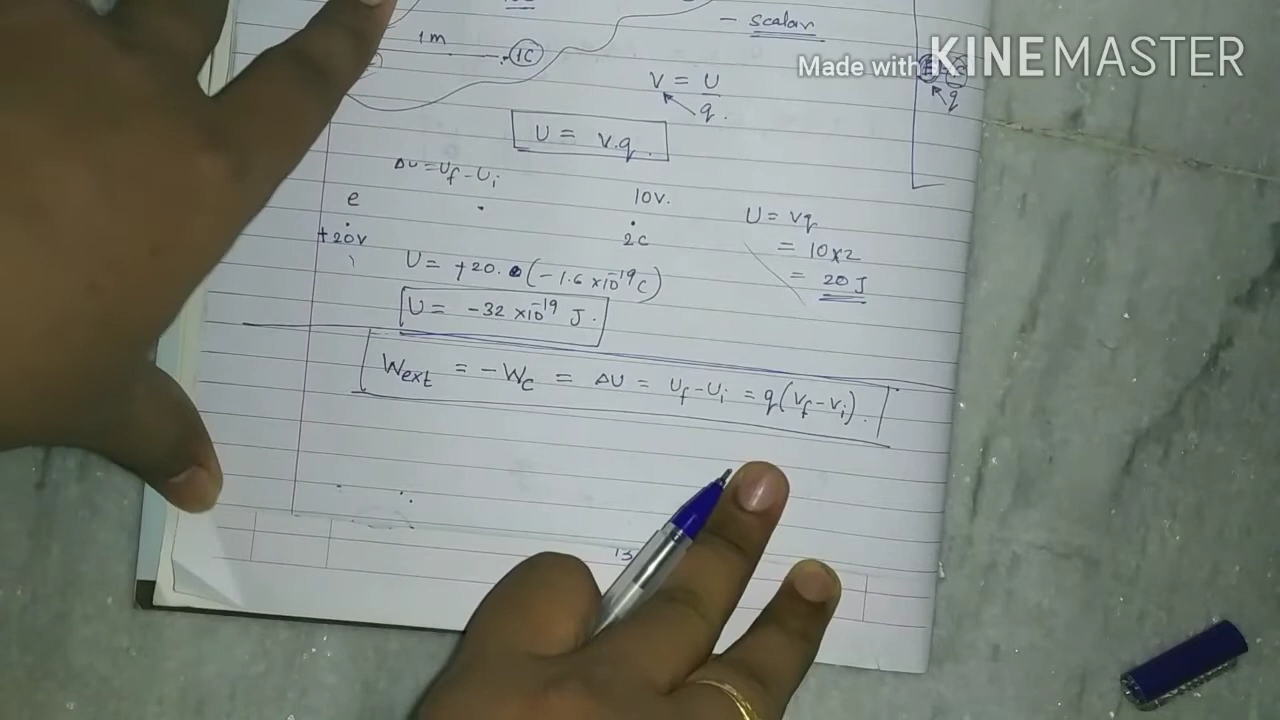 - scalar
1m
1C
Made with KINEMASTER
V = U
q.
q
U = V.q.
ΔU = Uf - Ui
e
10V.
U = Vq
+20V
2C
= 10x2
U = +20. (-1.6 x10^-19 C)
= 20 J
U = -32 x10^-19 J.
Wext = -Wc = ΔU = Uf - Ui = q(Vf - Vi).